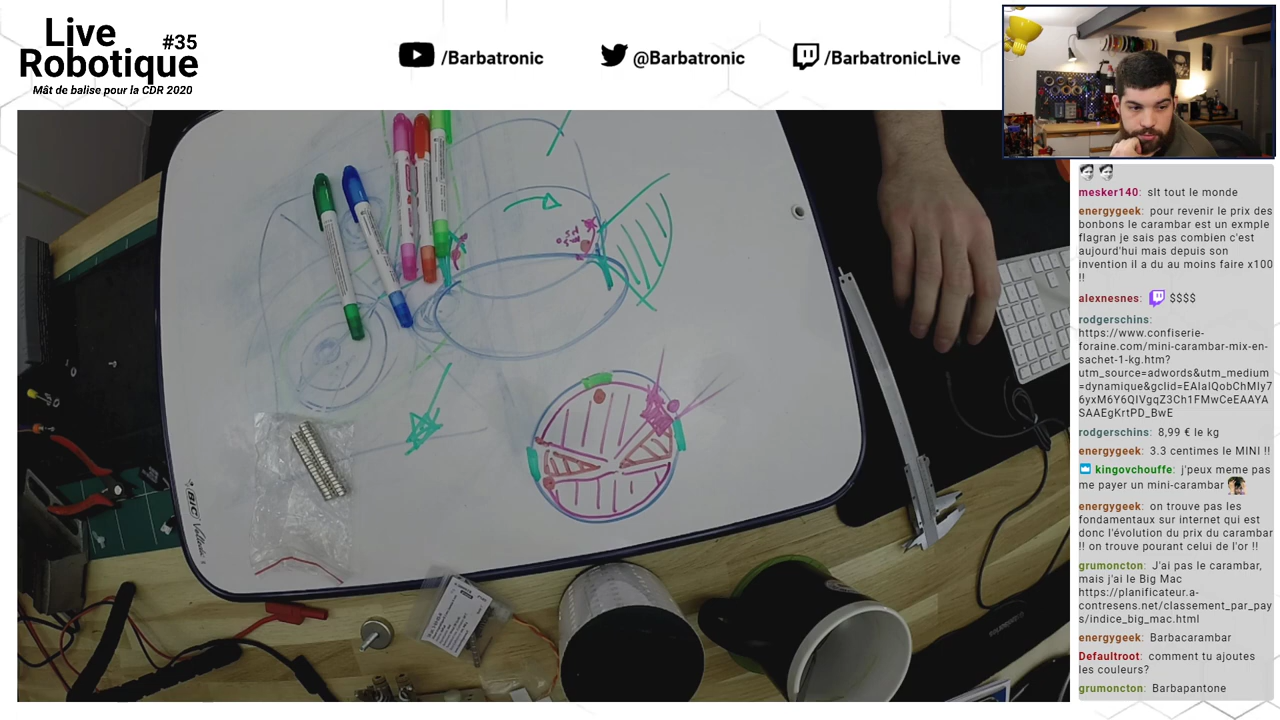 Live
Robotique #35
Mât de balise pour la CDR 2020
/Barbatronic
@Barbatronic
/BarbatronicLive
mesker140: slt tout le monde
energygeek: pour revenir le prix des
bonbons le carambar est un exmple
flagran je sais pas combien c'est
aujourd'hui mais depuis son
invention il a du au moins faire x100
!!
alexnesnes: $$$$
rodgerschins:
https://www.confiserie-
foraine.com/mini-carambar-mix-en-
sachet-1-kg.htm?
utm_source=adwords&utm_medium
=dynamique&gclid=EAIaIQobChMIy7
6yxM6Y6QIVgqZ3Ch1FMwCeEAAYA
SAAEgKrtPD_BwE
rodgerschins: 8,99 € le kg
energygeek: 3.3 centimes le MINI !!
kingovchouffe: j'peux meme pas
me payer un mini-carambar
energygeek: on trouve pas les
fondamentaux sur internet qui est
donc l'évolution du prix du carambar
!! on trouve pourant celui de l'or !!
grumoncton: J'ai pas le carambar,
mais j'ai le Big Mac
https://planificateur.a-
contresens.net/classement_par_pay
s/indice_big_mac.html
energygeek: Barbacarambar
Defaultroot: comment tu ajoutes
les couleurs?
grumoncton: Barbapantone
BIC Velleda